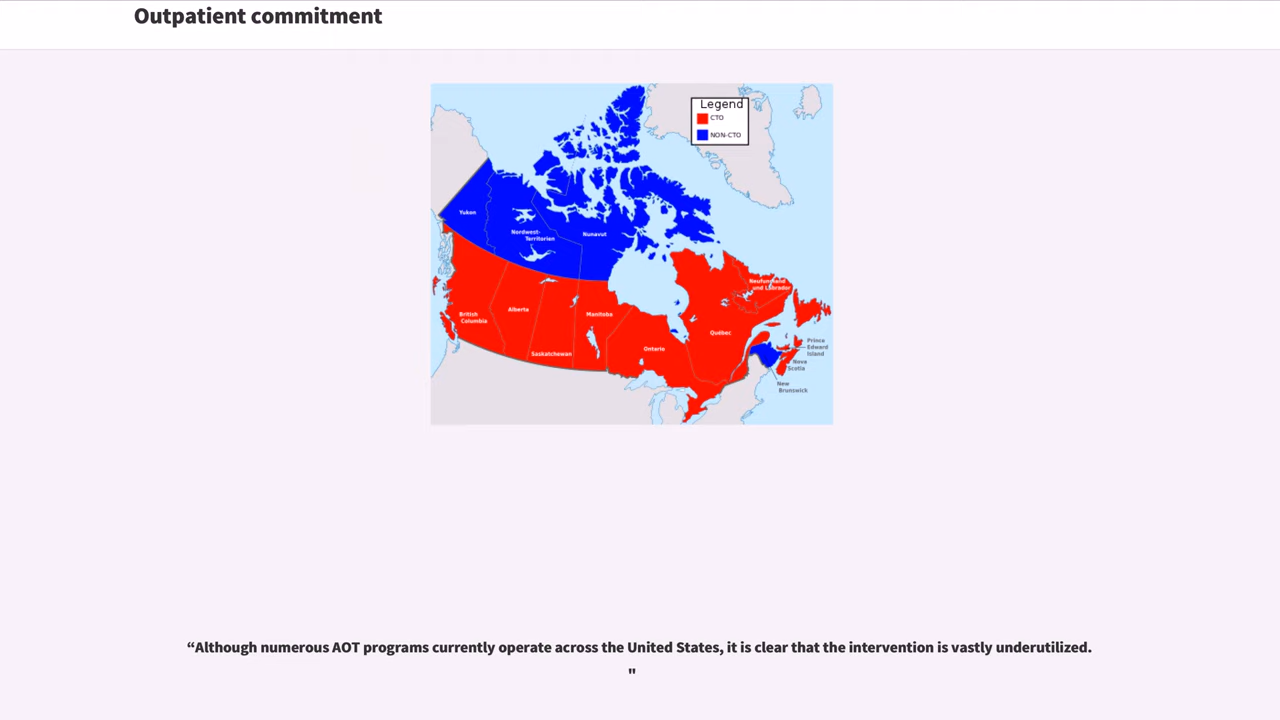 Outpatient commitment
Legend
CTO
NON-CTO
Yukon
Nordwest-
Territorien
Nunavut
British
Columbia
Alberta
Saskatchewan
Manitoba
Ontario
Québec
Neufundland
und Labrador
Prince
Edward
Island
Nova
Scotia
New
Brunswick
“Although numerous AOT programs currently operate across the United States, it is clear that the intervention is vastly underutilized.
"